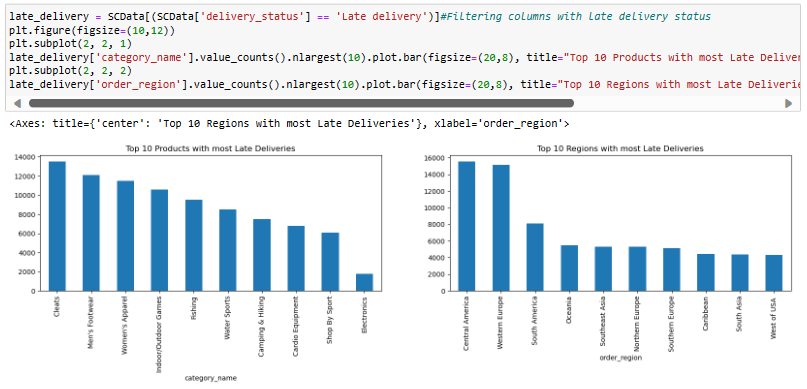 late_delivery = SCData[(SCData['delivery_status'] == 'Late delivery')]#Filtering columns with Late delivery status
plt.figure(figsize=(10,12))
plt.subplot(2, 2, 1)
late_delivery['category_name'].value_counts().nlargest(10).plot.bar(figsize=(20,8), title="Top 10 Products with most Late Deliveri
plt.subplot(2, 2, 2)
late_delivery['order_region'].value_counts().nlargest(10).plot.bar(figsize=(20,8), title="Top 10 Regions with most Late Deliverie
<Axes: title={'center': 'Top 10 Regions with most Late Deliveries'}, xlabel='order_region'>
Top 10 Products with most Late Deliveries
14000
12000
10000
8000
6000
4000
2000
0
Cleats
Men's Footwear
Women's Apparel
Indoor/Outdoor Games
Fishing
Water Sports
Camping & Hiking
Cardio Equipment
Shop By Sport
Electronics
category_name
Top 10 Regions with most Late Deliveries
16000
14000
12000
10000
8000
6000
4000
2000
0
Central America
Western Europe
South America
Oceania
Southeast Asia
Northern Europe
Southern Europe
Caribbean
South Asia
West of USA
order_region